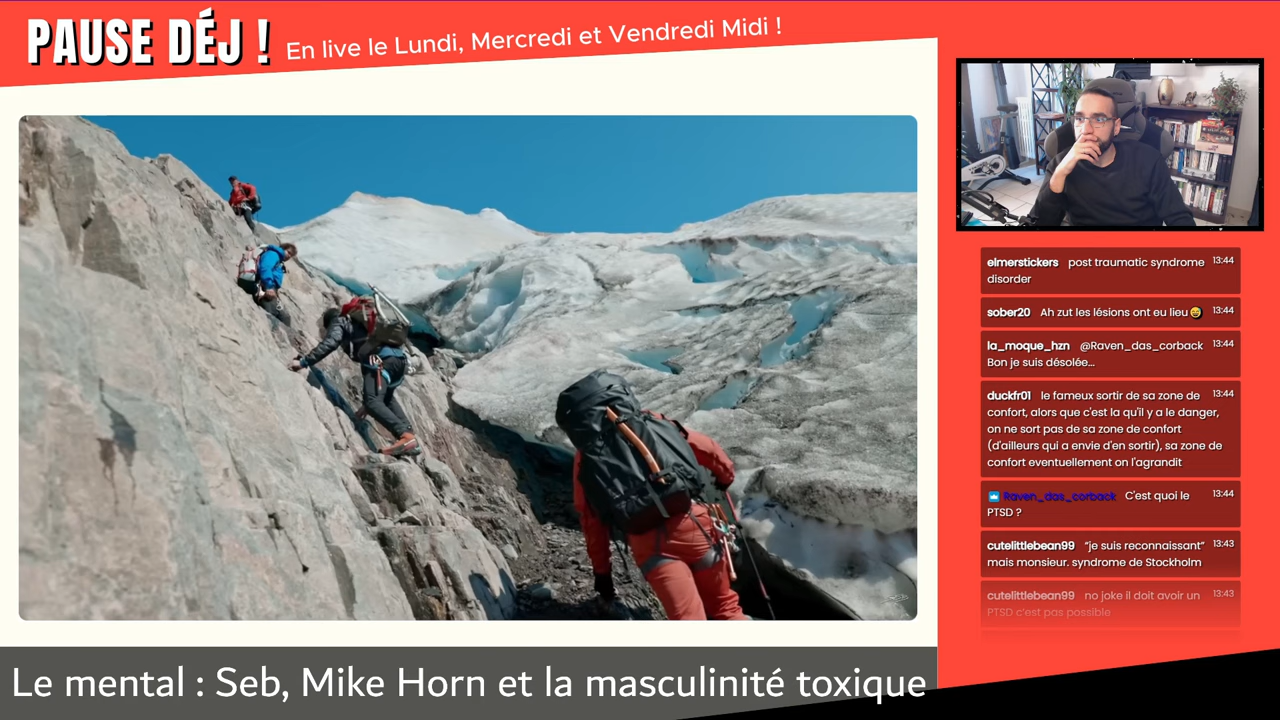 PAUSE DÉJ !
En live le Lundi, Mercredi et Vendredi Midi !
elmerstickers post traumatic syndrome 13:44
disorder
sober20 Ah zut les lésions ont eu lieu😅 13:44
la_moque_hzn @Raven_das_corback 13:44
Bon je suis désolée...
duckfr01 le fameux sortir de sa zone de 13:44
confort, alors que c'est la qu'il y a le danger,
on ne sort pas de sa zone de confort
(d'ailleurs qui a envie d'en sortir), sa zone de
confort eventuellement on l'agrandit
Raven_das_corback C'est quoi le 13:44
PTSD ?
cutelittlebean99 "je suis reconnaissant" 13:43
mais monsieur. syndrome de Stockholm
cutelittlebean99 no joke il doit avoir un 13:43
PTSD c'est pas possible
Le mental : Seb, Mike Horn et la masculinité toxique